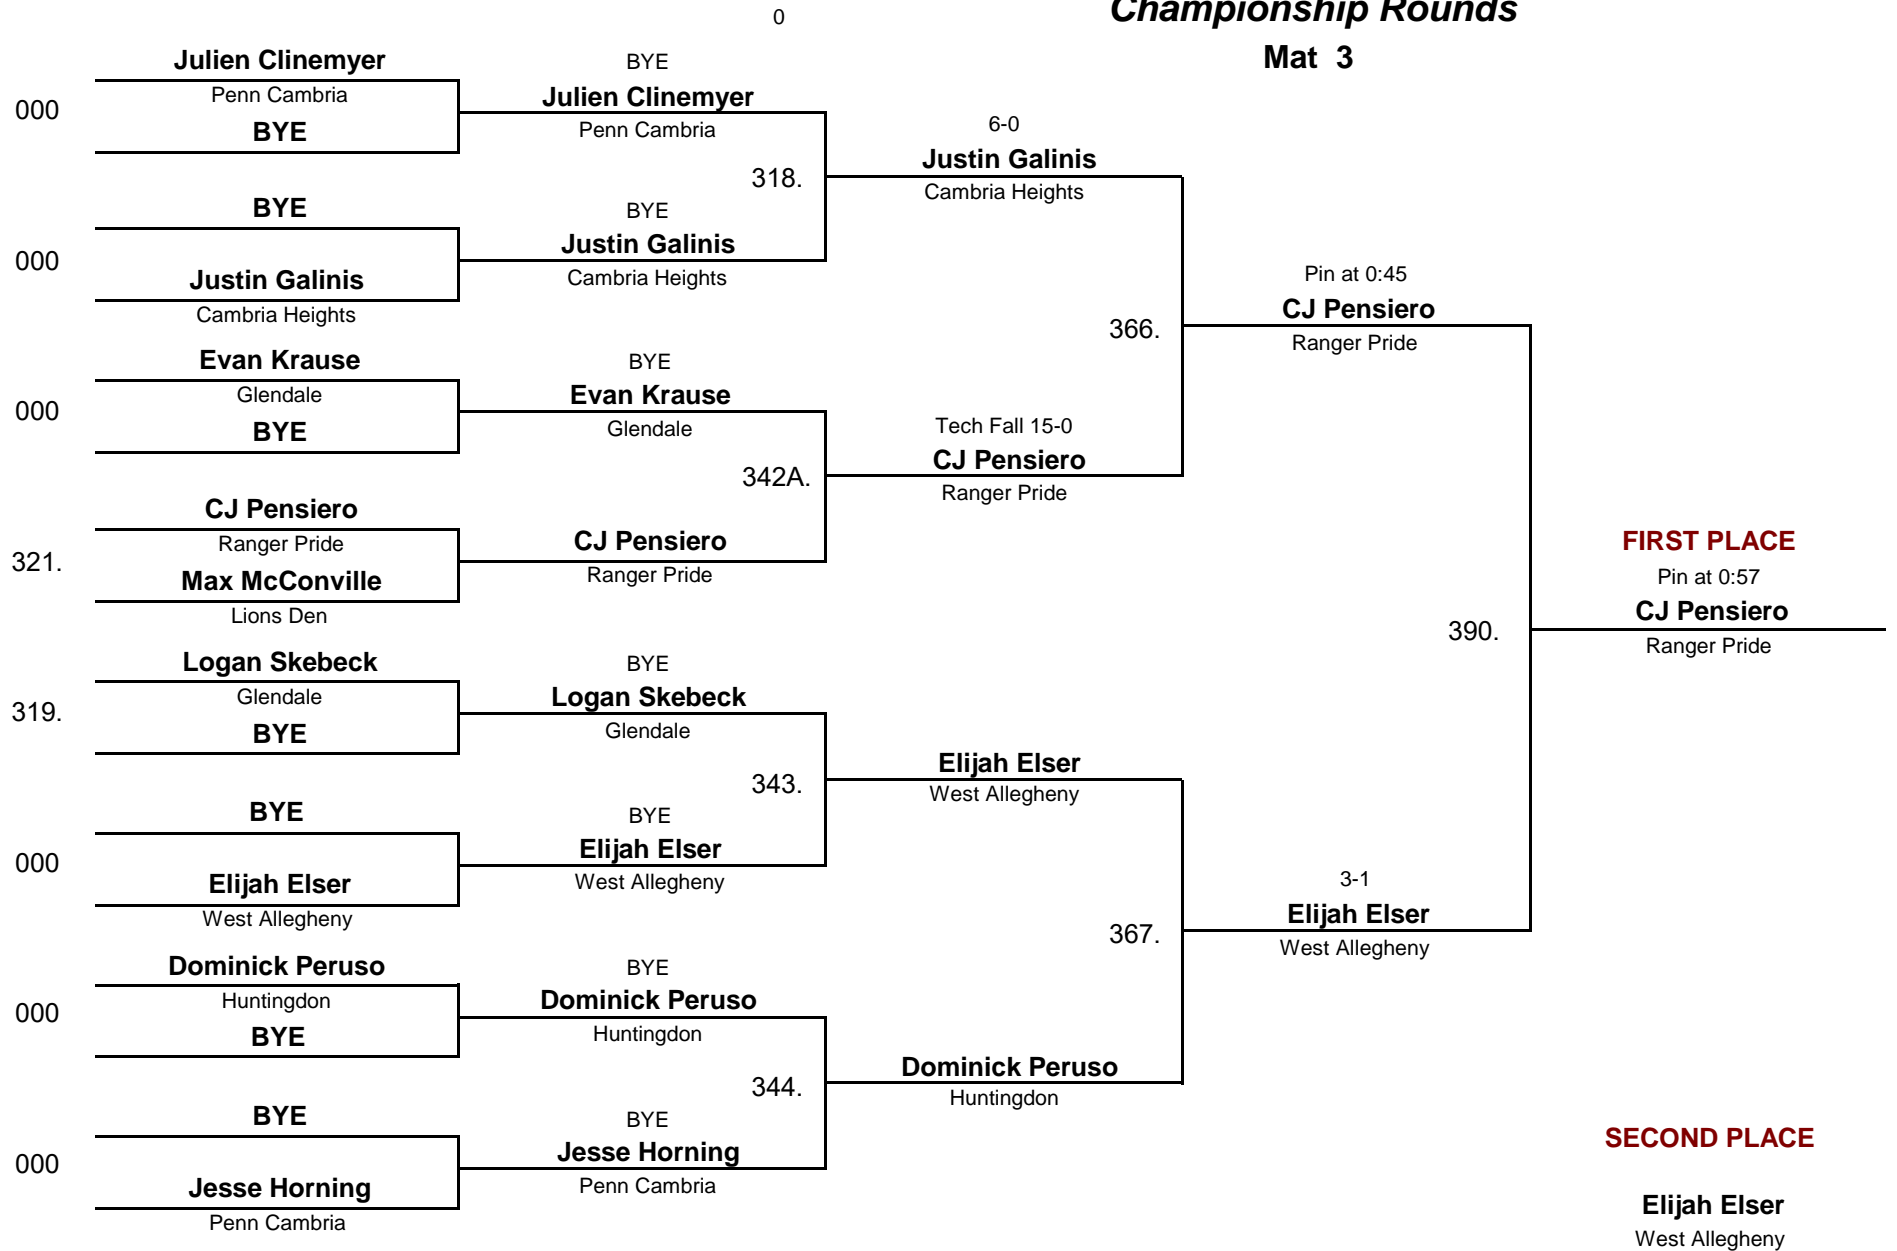 0
Championship Rounds
Mat 3
Julien Clinemyer
Penn Cambria
000
BYE
BYE
000
Justin Galinis
Cambria Heights
Evan Krause
Glendale
000
BYE
CJ Pensiero
Ranger Pride
321.
Max McConville
Lions Den
Logan Skebeck
Glendale
319.
BYE
BYE
000
Elijah Elser
West Allegheny
Dominick Peruso
Huntingdon
000
BYE
BYE
000
Jesse Horning
Penn Cambria
BYE
Julien Clinemyer
Penn Cambria
318.
BYE
Justin Galinis
Cambria Heights
BYE
Evan Krause
Glendale
342A.
CJ Pensiero
Ranger Pride
BYE
Logan Skebeck
Glendale
343.
BYE
Elijah Elser
West Allegheny
BYE
Dominick Peruso
Huntingdon
344.
BYE
Jesse Horning
Penn Cambria
6-0
Justin Galinis
Cambria Heights
366.
Tech Fall 15-0
CJ Pensiero
Ranger Pride
Elijah Elser
West Allegheny
367.
Dominick Peruso
Huntingdon
Pin at 0:45
CJ Pensiero
Ranger Pride
390.
3-1
Elijah Elser
West Allegheny
FIRST PLACE
Pin at 0:57
CJ Pensiero
Ranger Pride
SECOND PLACE
Elijah Elser
West Allegheny